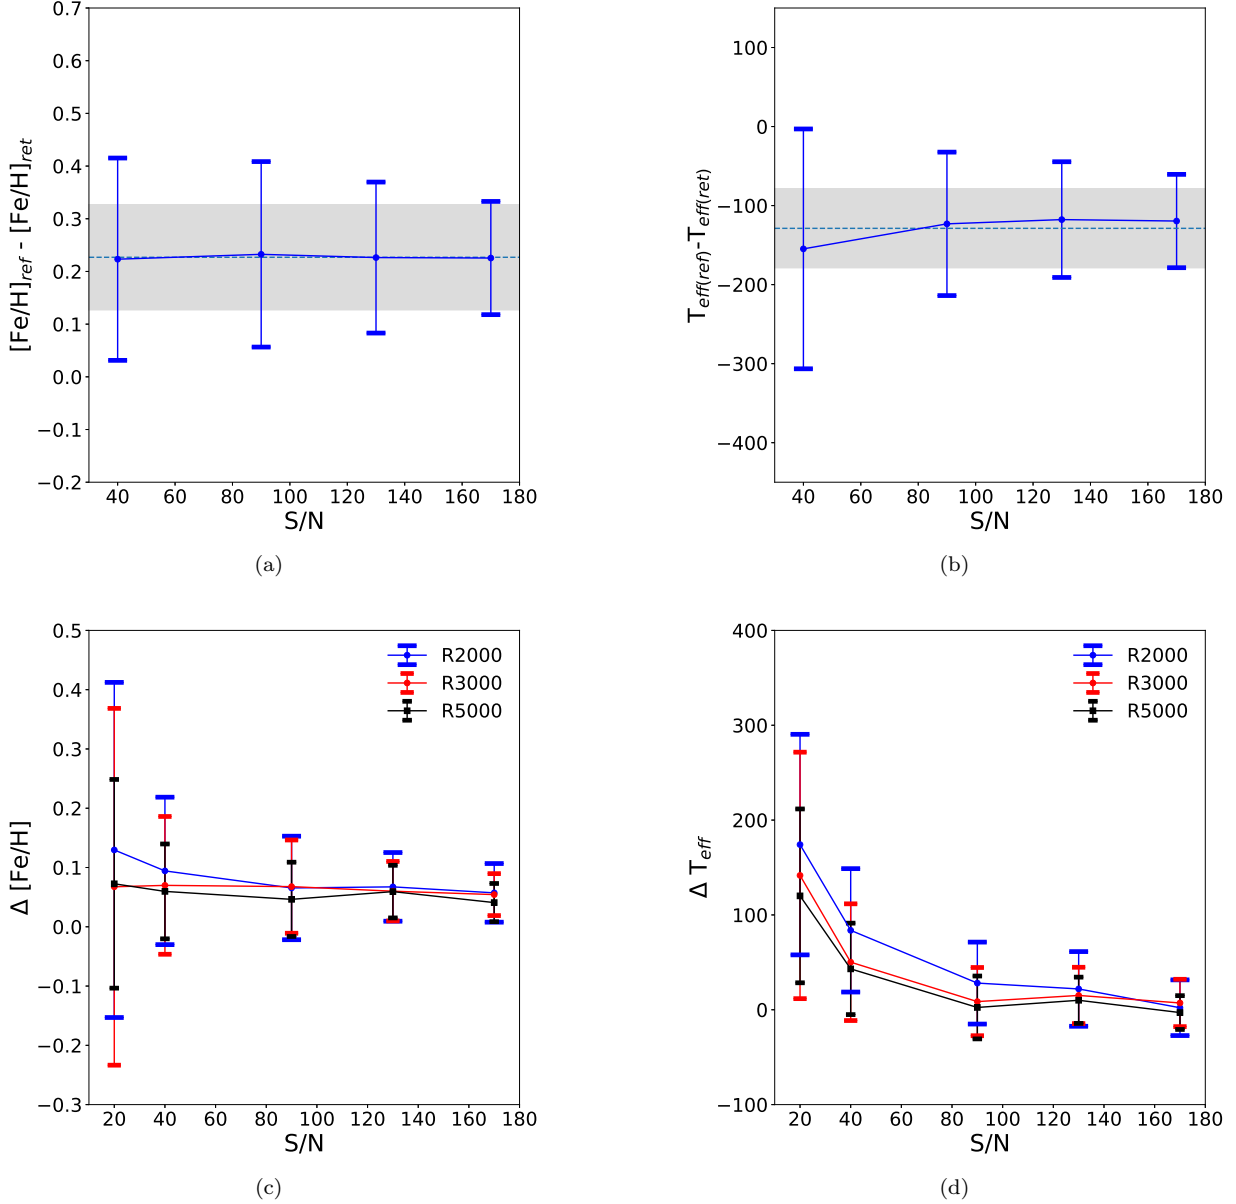 0.7
0.6
0.5
0.4
0.3
0.2
0.1
0.0
−0.1
−0.2
[Fe/H]ref - [Fe/H]ret
40 60 80 100 120 140 160 180
S/N
(a)
100
0
−100
−200
−300
−400
Teff(ref)-Teff(ret)
40 60 80 100 120 140 160 180
S/N
(b)
0.5
0.4
0.3
0.2
0.1
0.0
−0.1
−0.2
−0.3
Δ [Fe/H]
R2000
R3000
R5000
20 40 60 80 100 120 140 160 180
S/N
(c)
400
300
200
100
0
−100
Δ Teff
R2000
R3000
R5000
20 40 60 80 100 120 140 160 180
S/N
(d)